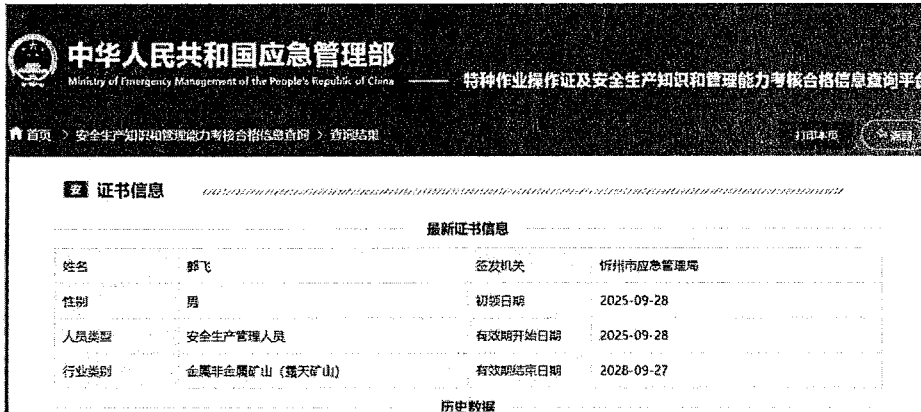 中华人民共和国应急管理部
Ministry of Emergency Management of the People's Republic of China
特种作业操作证及安全生产知识和管理能力考核合格信息查询平台
首页 > 安全生产知识和管理能力考核合格信息查询 > 查询结果
打印本页 返回
证书信息
最新证书信息
姓名 郭飞 签发机关 忻州市应急管理局
性别 男 初领日期 2025-09-28
人员类型 安全生产管理人员 有效期开始日期 2025-09-28
行业类别 金属非金属矿山（露天矿山） 有效期结束日期 2028-09-27
历史数据